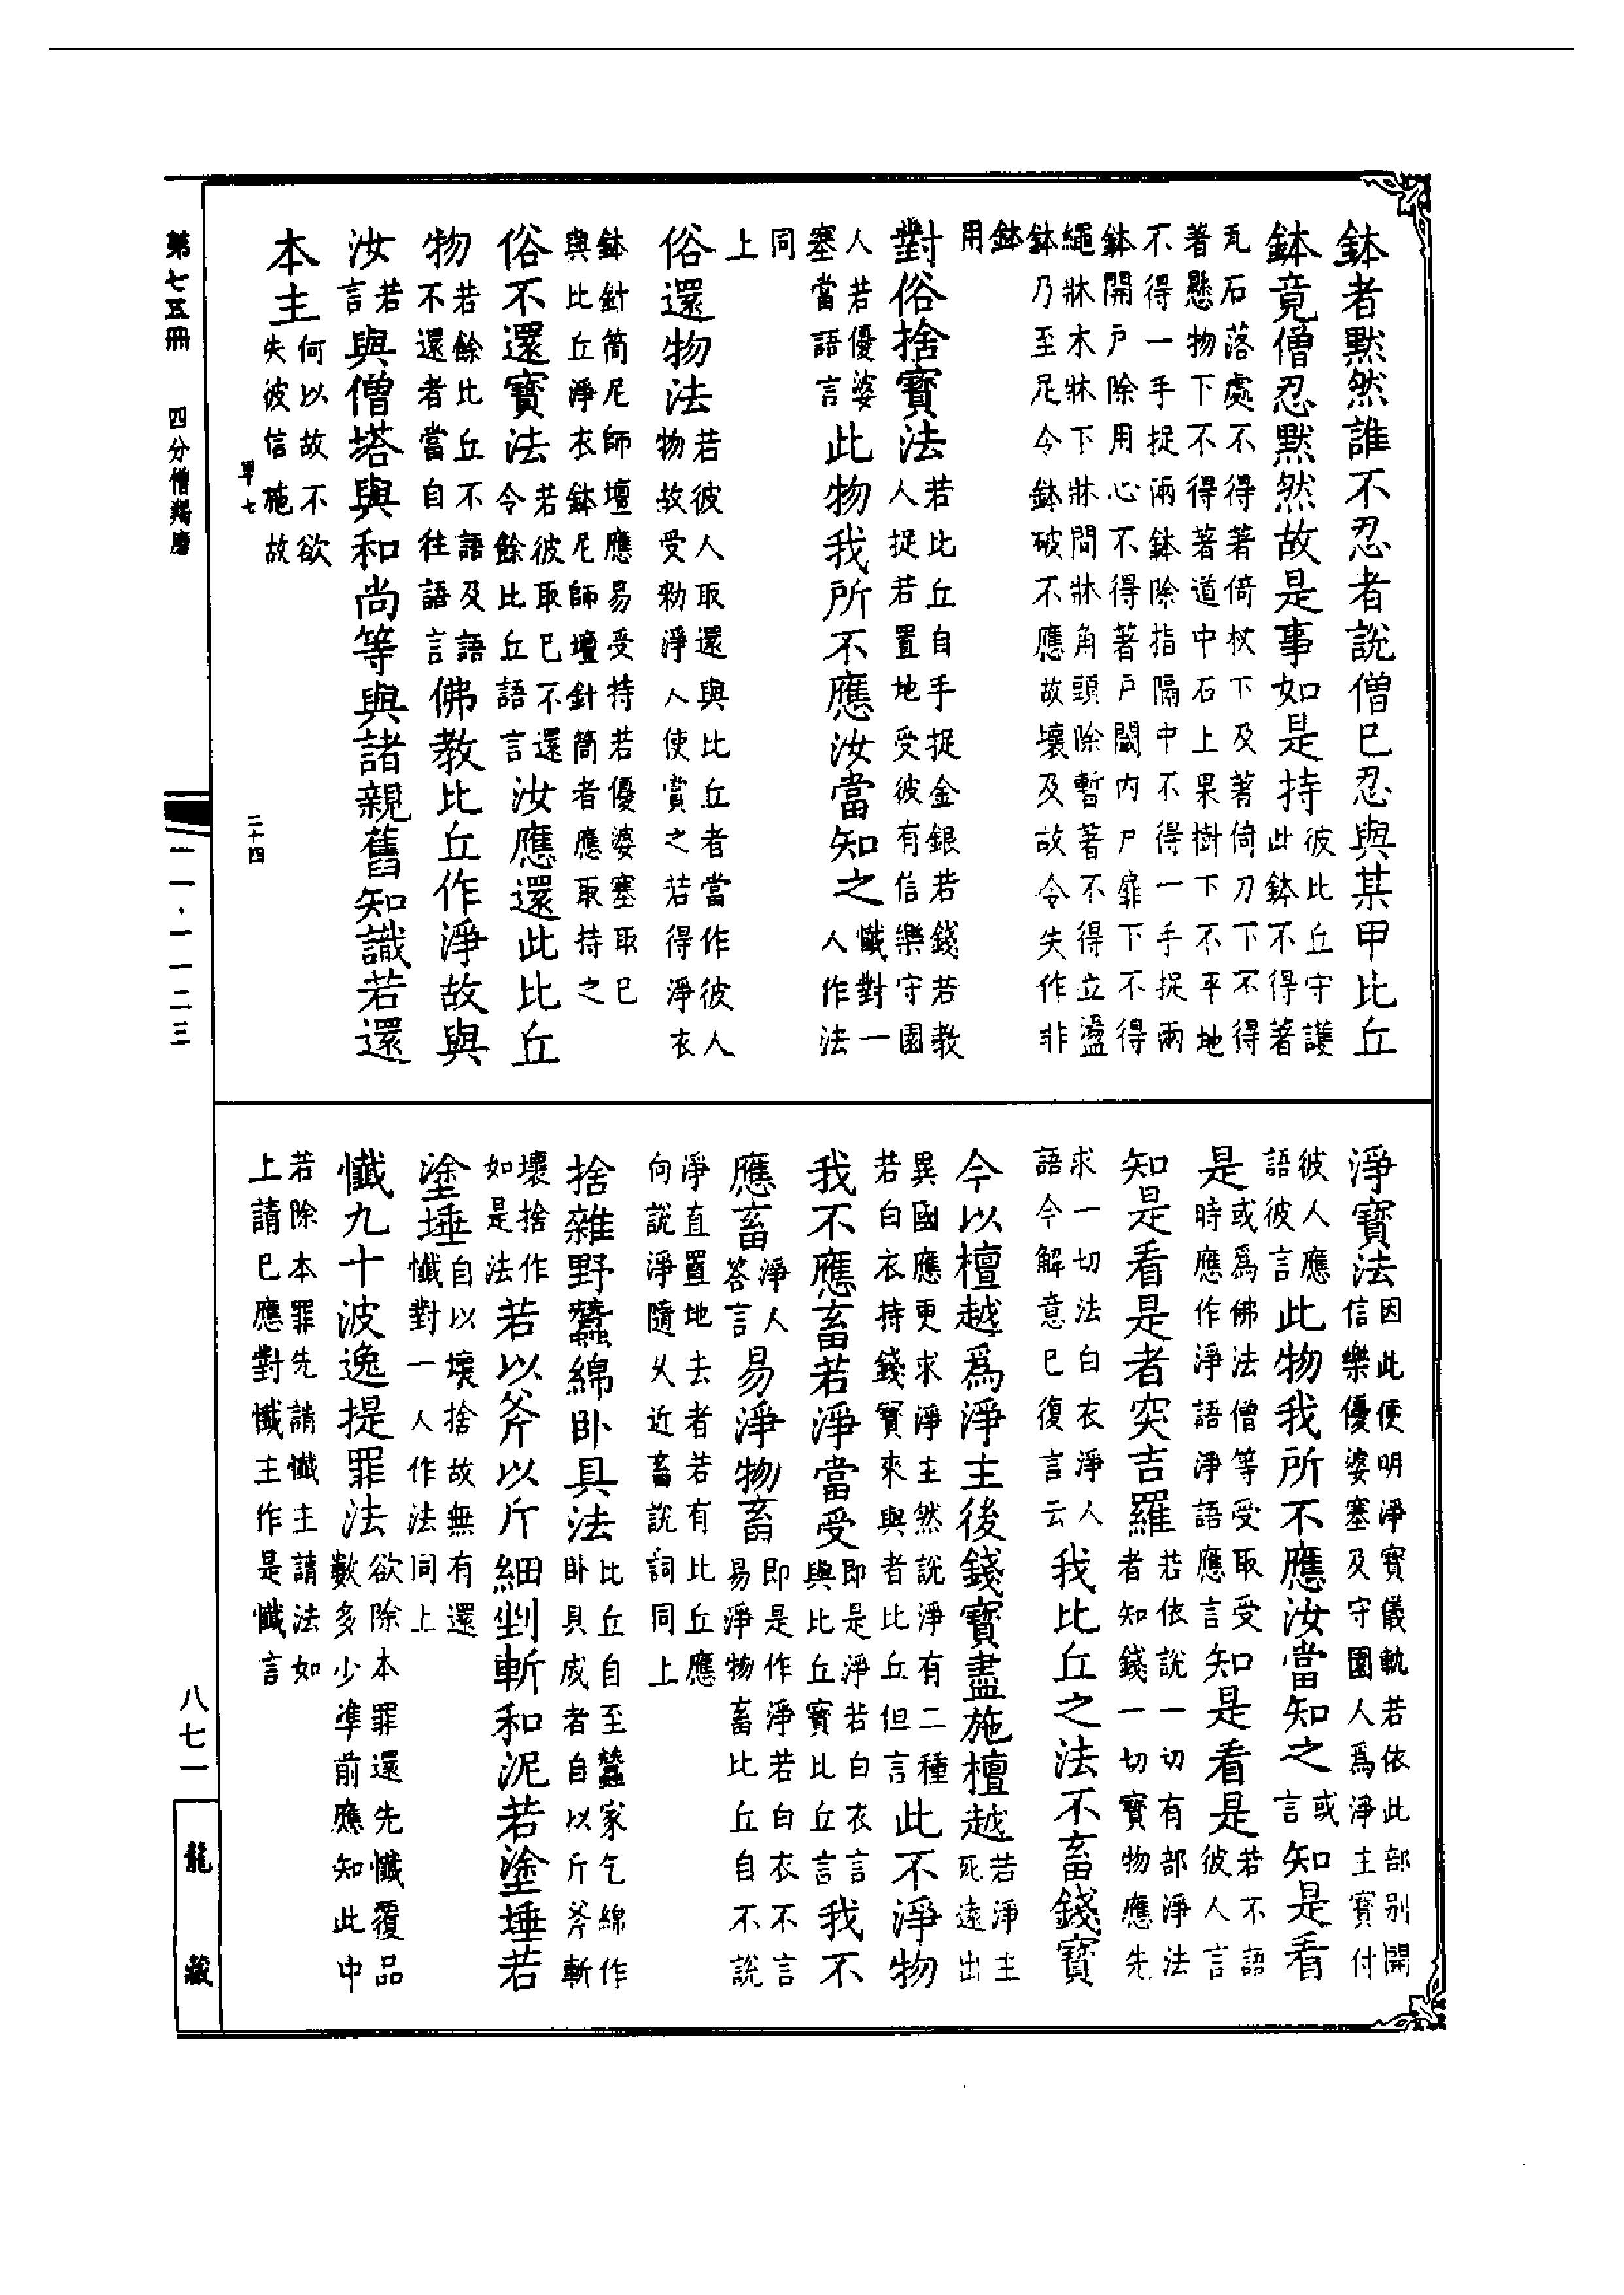 鉢者默然誰不忍者說僧已忍與某甲比丘
鉢竟僧忍默然故是事如是持彼比丘守護此鉢不得著
瓦石落處不得著倚杖下及著倚刀下不得著懸物下不得著道中石上果樹下不平地
不得一手捉兩鉢除指隔中不得一手捉兩鉢開戶除用心不得著戶閾內戶扉下不得
繩牀木牀下牀間牀角頭除暫著不得立盪鉢乃至足令鉢破不應故壞及故令失作非
鉢用
對俗捨寶法若比丘自手捉金銀若錢若教人捉若置地受彼有信樂守園
人若優婆塞當語言此物我所不應汝當知之懺對一人作法
同上
俗還物法若彼人取還與比丘者當作彼人物故受勑淨人使賞之若得淨衣
鉢針筒尼師壇應易受持若優婆塞取已與比丘淨衣鉢尼師壇針筒者應取持之
俗不還寶法若彼取已不還令餘比丘語言汝應還此比丘
物若餘比丘不語及語不還者當自往語言佛教比丘作淨故與
汝若言與僧塔與和尚等與諸親舊知識若還
本主何以故不欲失彼信施故
淨寶法因此便明淨寶儀軌若依此部別開信樂優婆塞及守園人為淨主寶付
彼人應語彼言此物我所不應汝當知之或言知是看
是或為佛法僧等受取受時應作淨語淨語應言知是看是若不語彼人言
知是看是者突吉羅若依說一切有部淨法者知錢一切寶物應先
求一切法白衣淨人語今解意已復言云我比丘之法不畜錢寶
今以檀越為淨主後錢寶盡施檀越若淨主死遠出
異國應更求淨主然說淨有二種若白衣持錢寶來與者比丘但言此不淨物
我不應畜若淨當受即是淨若白衣言與比丘寶比丘言我不
應畜淨人答言易淨物畜即是作淨若白衣不言易淨物畜比丘自不說
淨直置地去者若有比丘應向說淨隨久近畜說詞同上
捨雜野蠶綿卧具法比丘自至蠶家乞綿作卧具成者自以斤斧斬
壞捨作如是法若以斧以斤細剉斬和泥若塗埵若
塗埵自以壞捨故無有還懺對一人作法同上
懺九十波逸提罪法欲除本罪還先懺覆品數多少準前應知此中
若除本罪先請懺主請法如上請已應對懺主作是懺言
第七五冊
四分僧羯磨
單七
三十四
一一一·一一二三
八七一
龍藏